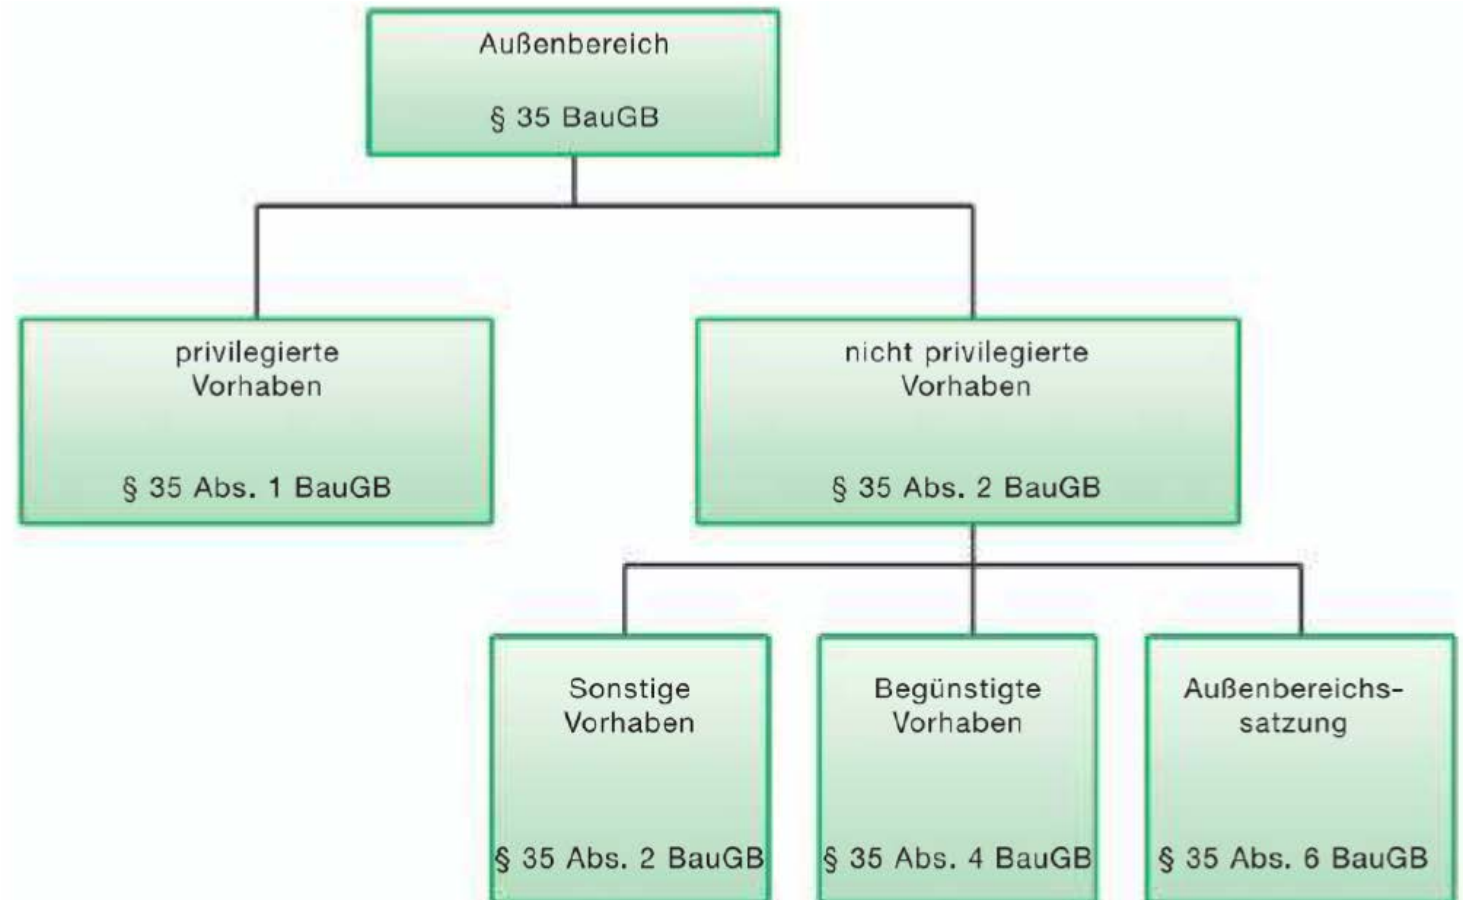 Außenbereich
§ 35 BauGB
privilegierte
Vorhaben
§ 35 Abs. 1 BauGB
nicht privilegierte
Vorhaben
§ 35 Abs. 2 BauGB
Sonstige
Vorhaben
§ 35 Abs. 2 BauGB
Begünstigte
Vorhaben
§ 35 Abs. 4 BauGB
Außenbereichs-
satzung
§ 35 Abs. 6 BauGB